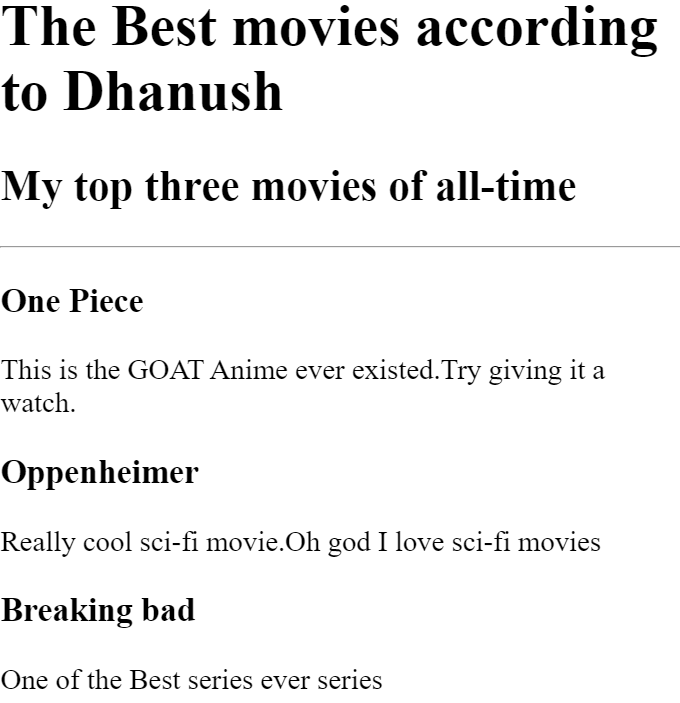 The Best movies according
to Dhanush
My top three movies of all-time
One Piece
This is the GOAT Anime ever existed.Try giving it a
watch.
Oppenheimer
Really cool sci-fi movie.Oh god I love sci-fi movies
Breaking bad
One of the Best series ever series